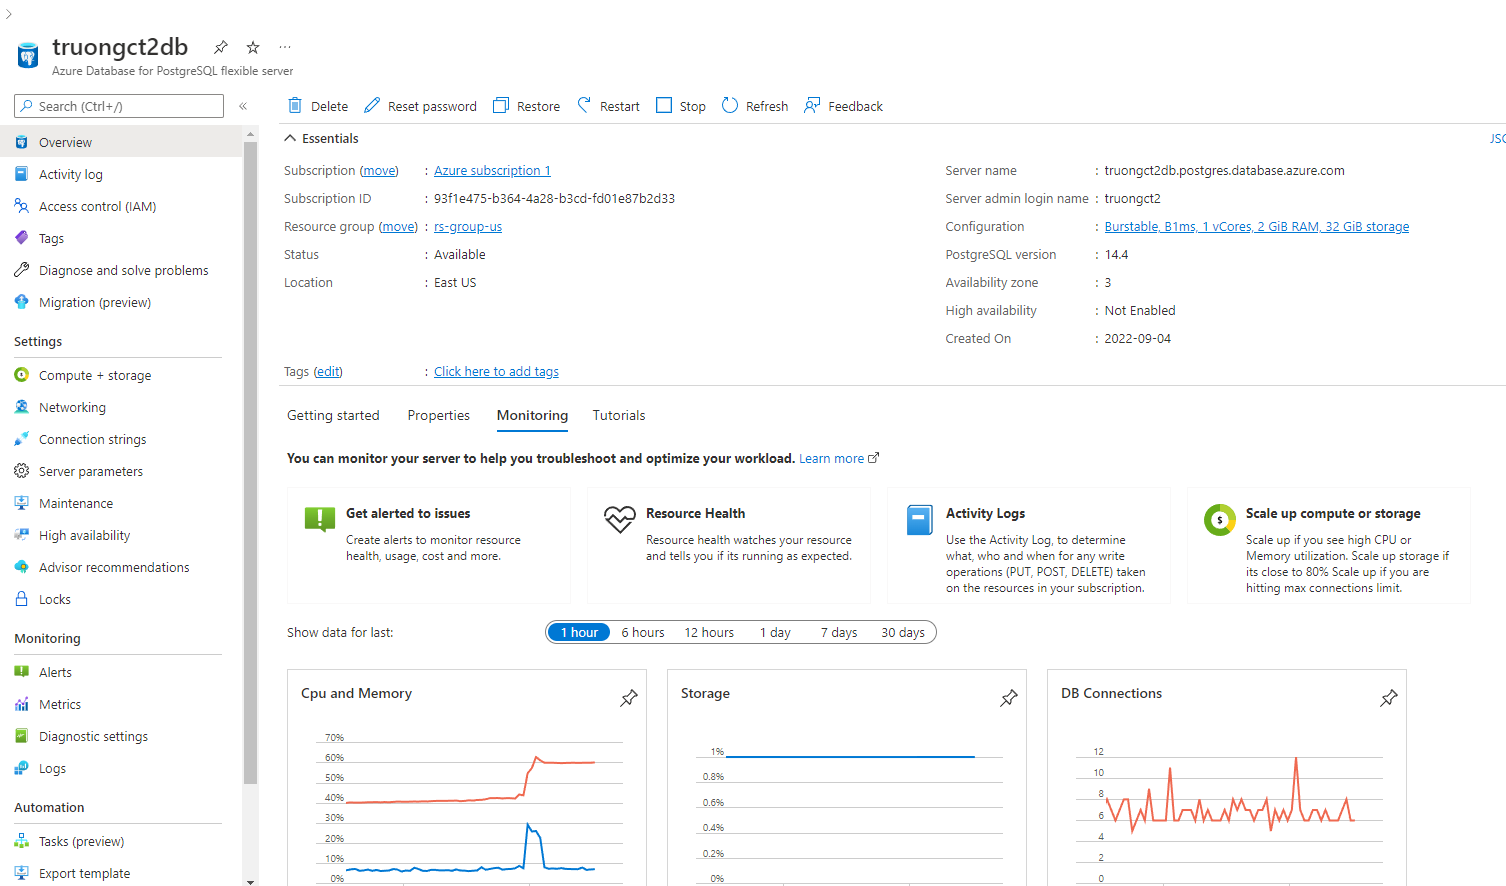 truongct2db
Azure Database for PostgreSQL flexible server
Search (Ctrl+/)
Overview
Activity log
Access control (IAM)
Tags
Diagnose and solve problems
Migration (preview)
Settings
Compute + storage
Networking
Connection strings
Server parameters
Maintenance
High availability
Advisor recommendations
Locks
Monitoring
Alerts
Metrics
Diagnostic settings
Logs
Automation
Tasks (preview)
Export template
Delete Reset password Restore Restart Stop Refresh Feedback
Essentials
Subscription (move) : Azure subscription 1
Subscription ID : 93f1e475-b364-4a28-b3cd-fd01e87b2d33
Resource group (move) : rs-group-us
Status : Available
Location : East US
Server name : truongct2db.postgres.database.azure.com
Server admin login name : truongct2
Configuration : Burstable, B1ms, 1 vCores, 2 GiB RAM, 32 GiB storage
PostgreSQL version : 14.4
Availability zone : 3
High availability : Not Enabled
Created On : 2022-09-04
Tags (edit) : Click here to add tags
Getting started Properties Monitoring Tutorials
You can monitor your server to help you troubleshoot and optimize your workload. Learn more
Get alerted to issues
Create alerts to monitor resource
health, usage, cost and more.
Resource Health
Resource health watches your resource
and tells you if its running as expected.
Activity Logs
Use the Activity Log, to determine
what, who and when for any write
operations (PUT, POST, DELETE) taken
on the resources in your subscription.
Scale up compute or storage
Scale up if you see high CPU or
Memory utilization. Scale up storage if
its close to 80% Scale up if you are
hitting max connections limit.
Show data for last: 1 hour 6 hours 12 hours 1 day 7 days 30 days
Cpu and Memory
70%
60%
50%
40%
30%
20%
10%
0%
Storage
1%
0.8%
0.6%
0.4%
0.2%
0%
DB Connections
12
10
8
6
4
2
0